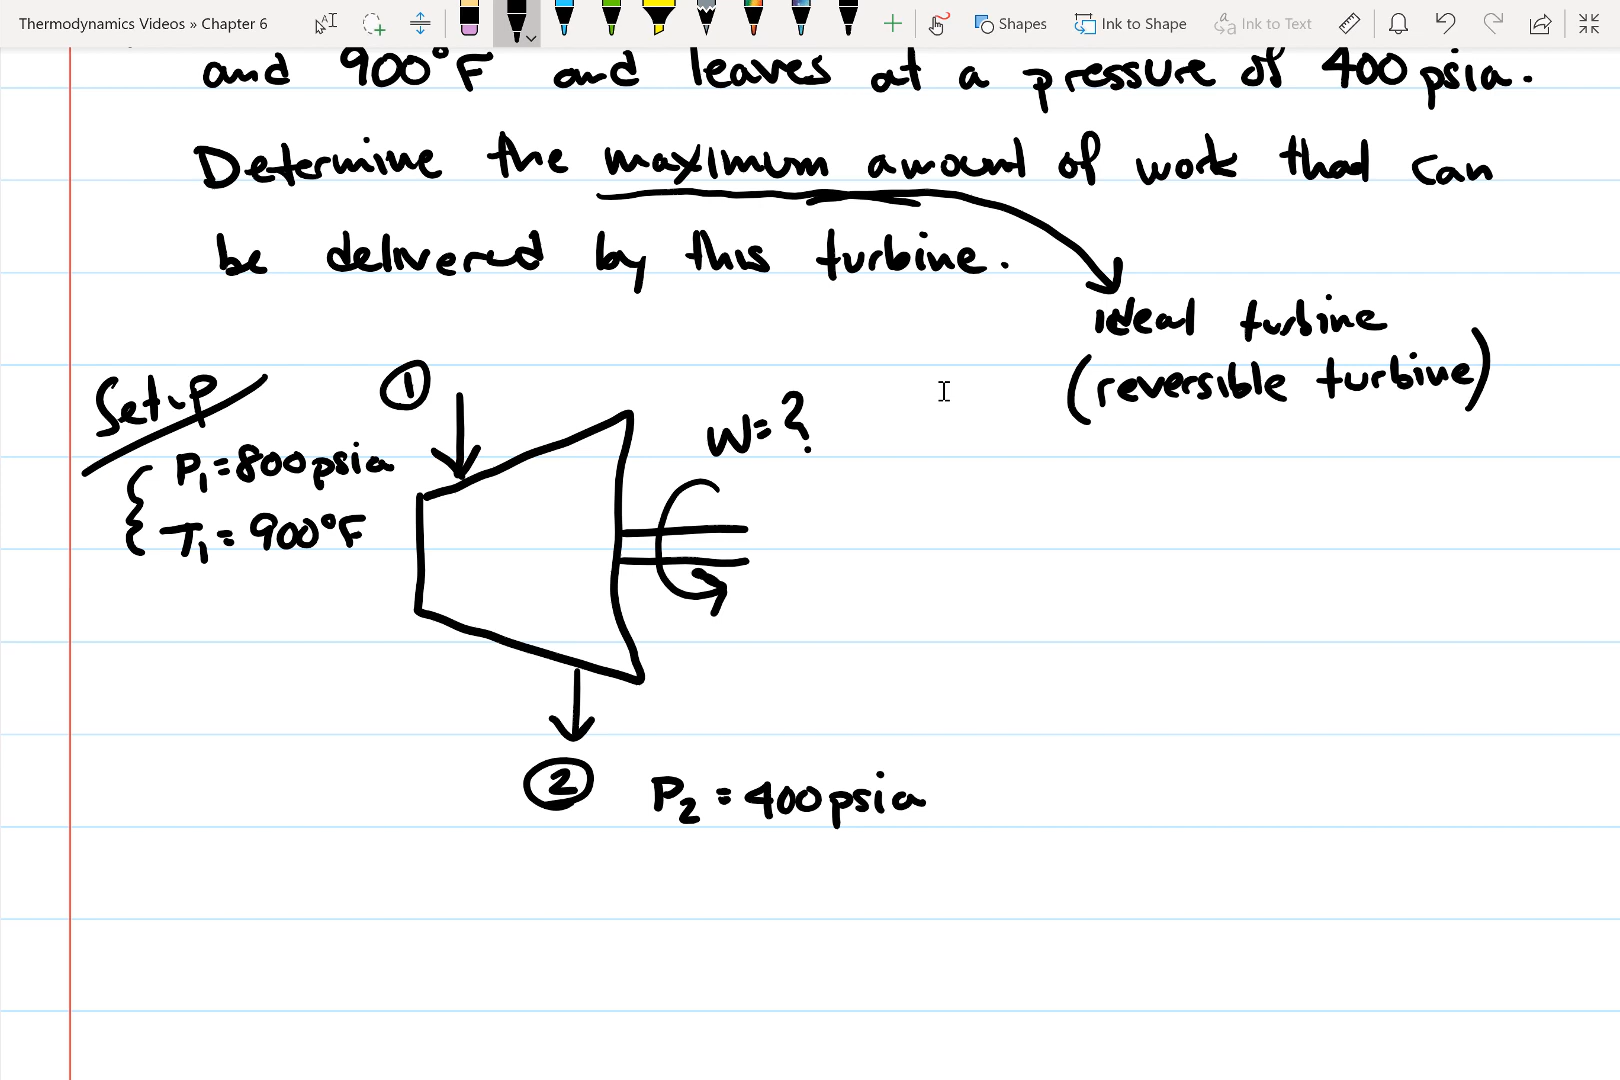 Thermodynamics Videos » Chapter 6
Shapes
Ink to Shape
Ink to Text
and 900°F and leaves at a pressure of 400 psia.
Determine the maximum amount of work that can
be delivered by this turbine.
ideal turbine
(reversible turbine)
Setup
①
W=?
P₁=800psia
T₁=900°F
②
P₂=400psia